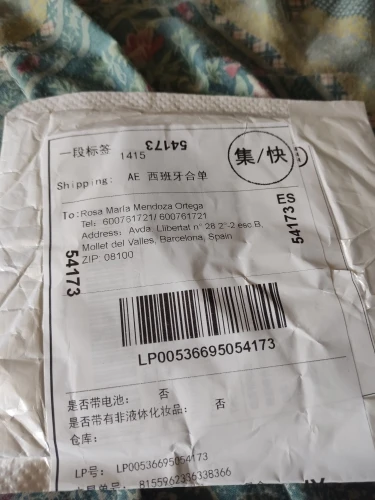 一段标签 1415
54173
集/快
Shipping: AE 西班牙合单
ES
To: Rosa María Mendoza Ortega
Tel: 600761721/ 600761721
Address: Avda. Llibertat n° 28 2°-2 esc.B,
Mollet del Valles, Barcelona, Spain
ZIP: 08100
54173
54173
LP00536695054173
是否带电池: 否
是否带有非液体化妆品: 否
仓库:
LP号: LP00536695054173
8155962336338366